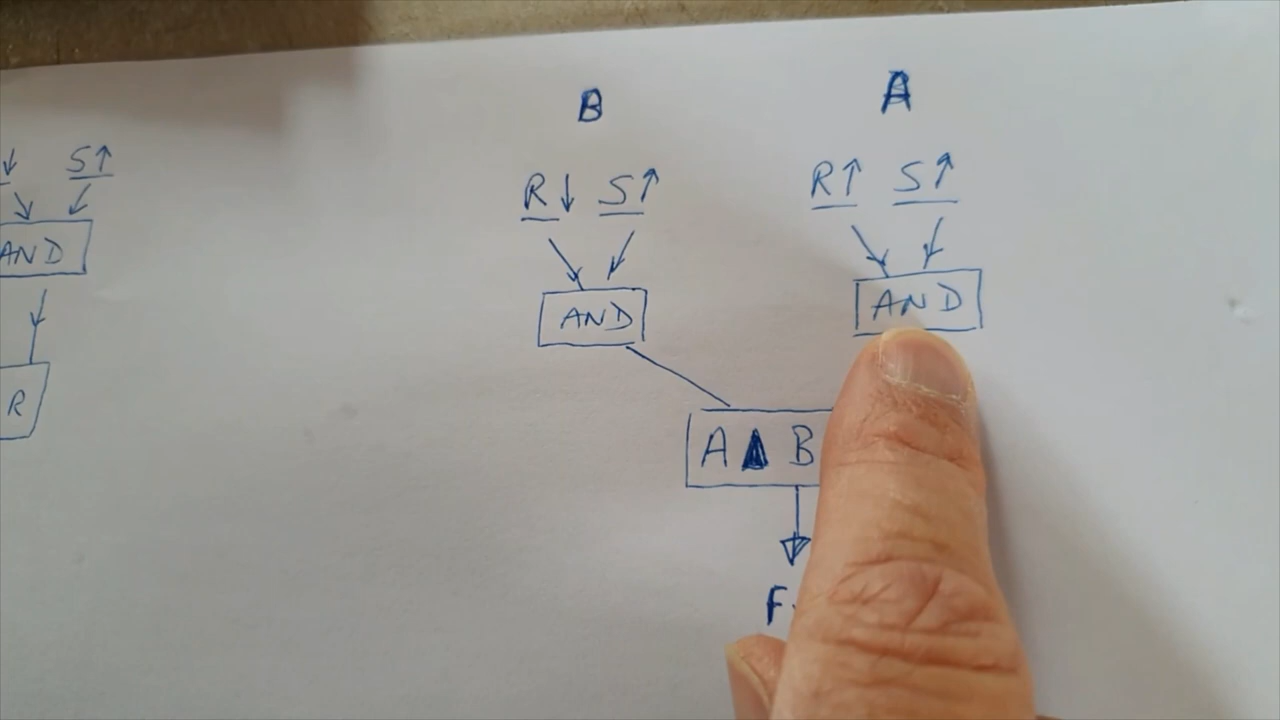 B A
↓ S↑ R↓ S↑ R↑ S↑
AND AND AND
R A ▲ B
F